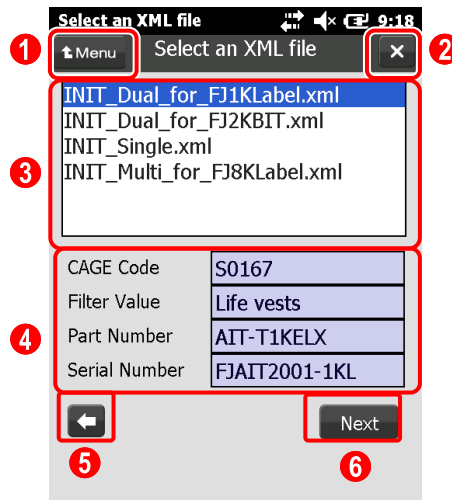 Select an XML file 9:18
1 Menu Select an XML file 2
INIT_Dual_for_FJ1KLabel.xml
INIT_Dual_for_FJ2KBIT.xml
INIT_Single.xml
3 INIT_Multi_for_FJ8KLabel.xml
CAGE Code S0167
Filter Value Life vests
4 Part Number AIT-T1KELX
Serial Number FJAIT2001-1KL
Next
5 6